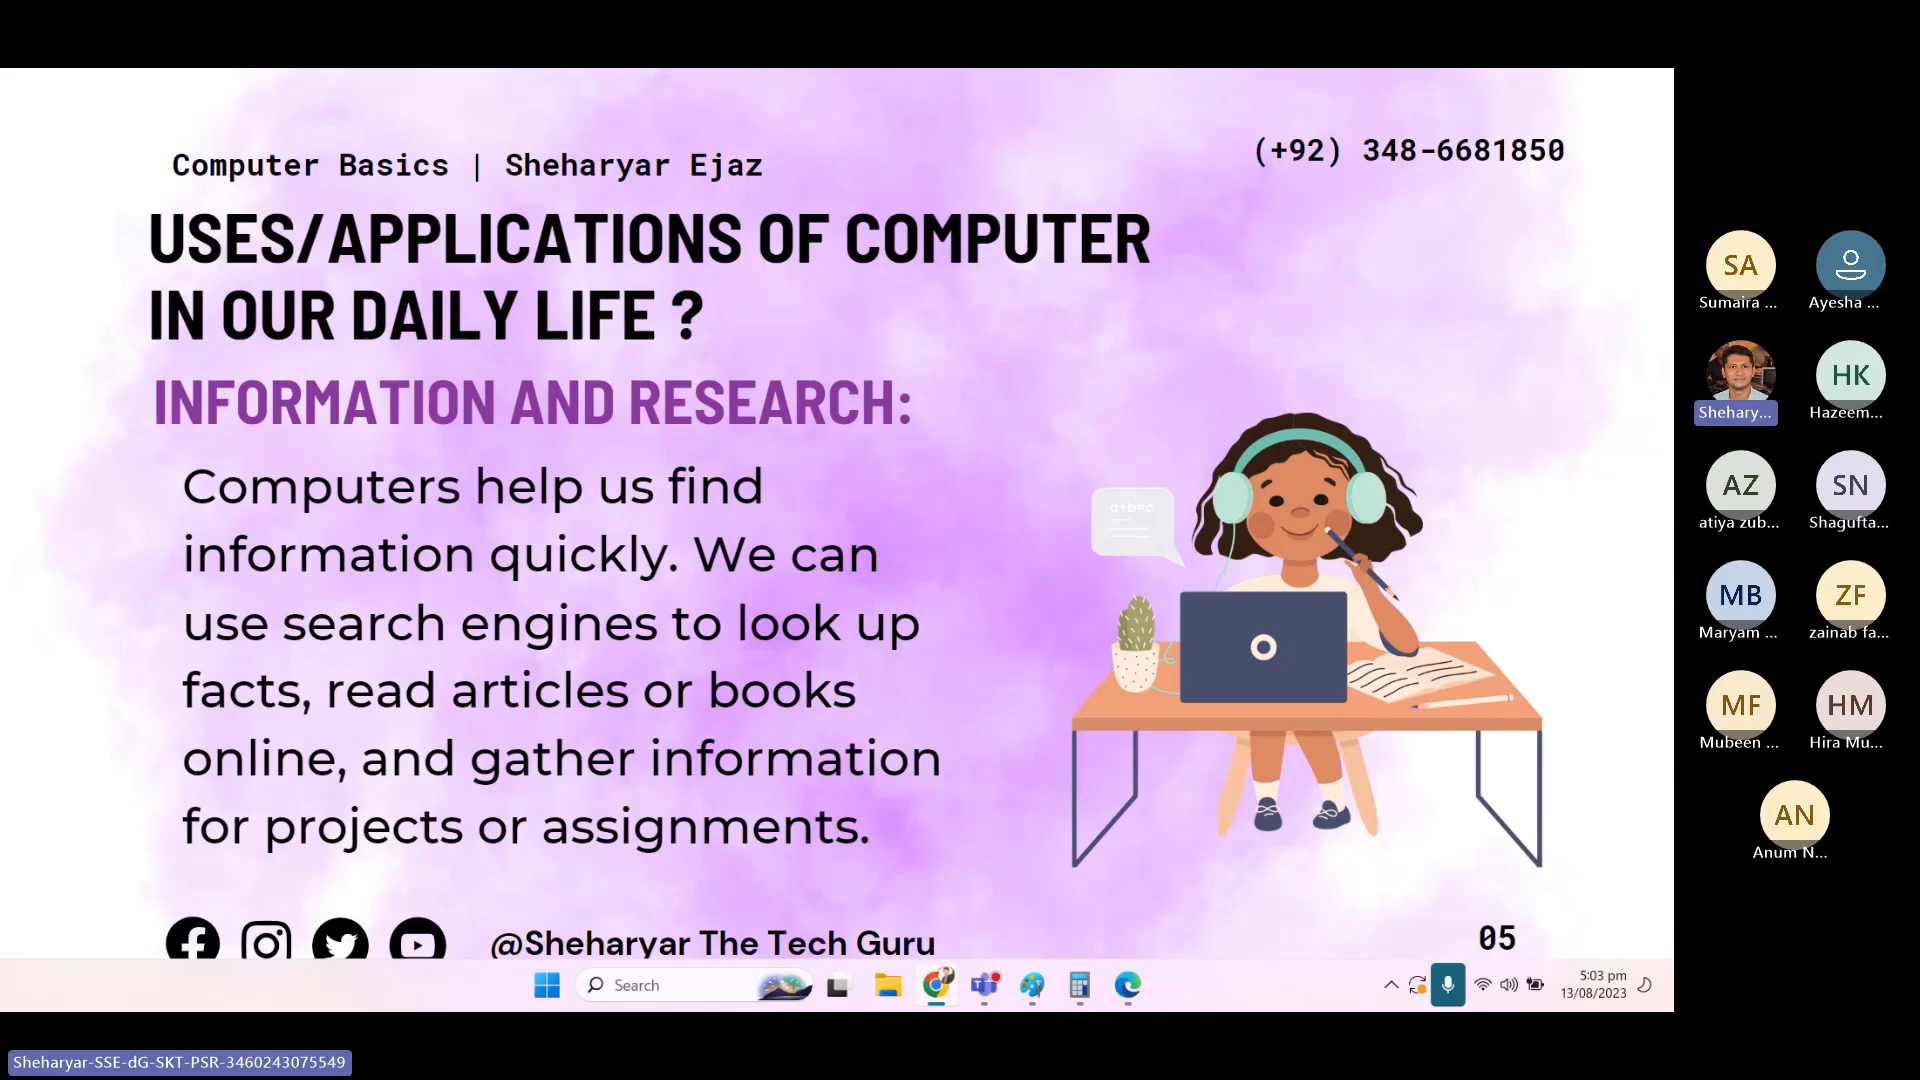 Computer Basics | Sheharyar Ejaz
(+92) 348-6681850
USES/APPLICATIONS OF COMPUTER
IN OUR DAILY LIFE ?
INFORMATION AND RESEARCH:
Computers help us find
information quickly. We can
use search engines to look up
facts, read articles or books
online, and gather information
for projects or assignments.
a+b=c
@Sheharyar The Tech Guru
05
Search
5:03 pm
13/08/2023
SA
Sumaira ...
Ayesha ...
Shehary...
HK
Hazeem...
AZ
atiya zub...
SN
Shagufta...
MB
Maryam ...
ZF
zainab fa...
MF
Mubeen ...
HM
Hira Mu...
AN
Anum N...
Sheharyar-SSE-dG-SKT-PSR-3460243075549